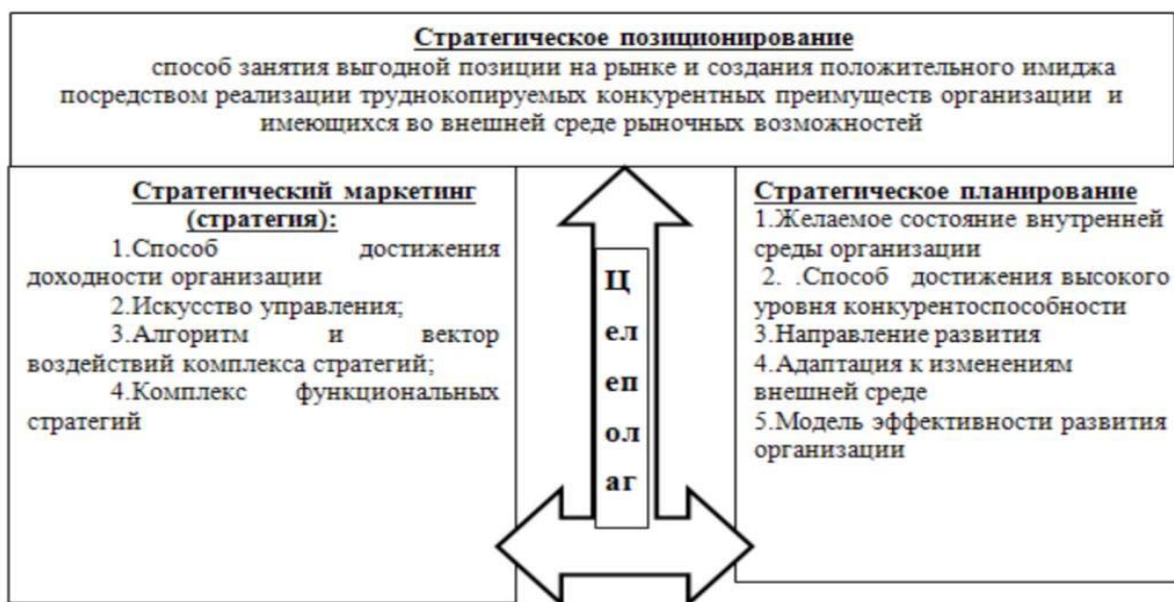 Стратегическое позиционирование
способ занятия выгодной позиции на рынке и создания положительного имиджа
посредством реализации труднокопируемых конкурентных преимуществ организации и
имеющихся во внешней среде рыночных возможностей
Стратегический маркетинг
(стратегия):
1.Способ достижения
доходности организации
2.Искусство управления;
3.Алгоритм и вектор
воздействий комплекса стратегий;
4.Комплекс функциональных
стратегий
Ц
ел
еп
ол
аг
Стратегическое планирование
1.Желаемое состояние внутренней
среды организации
2. .Способ достижения высокого
уровня конкурентоспособности
3.Направление развития
4.Адаптация к изменениям
внешней среде
5.Модель эффективности развития
организации